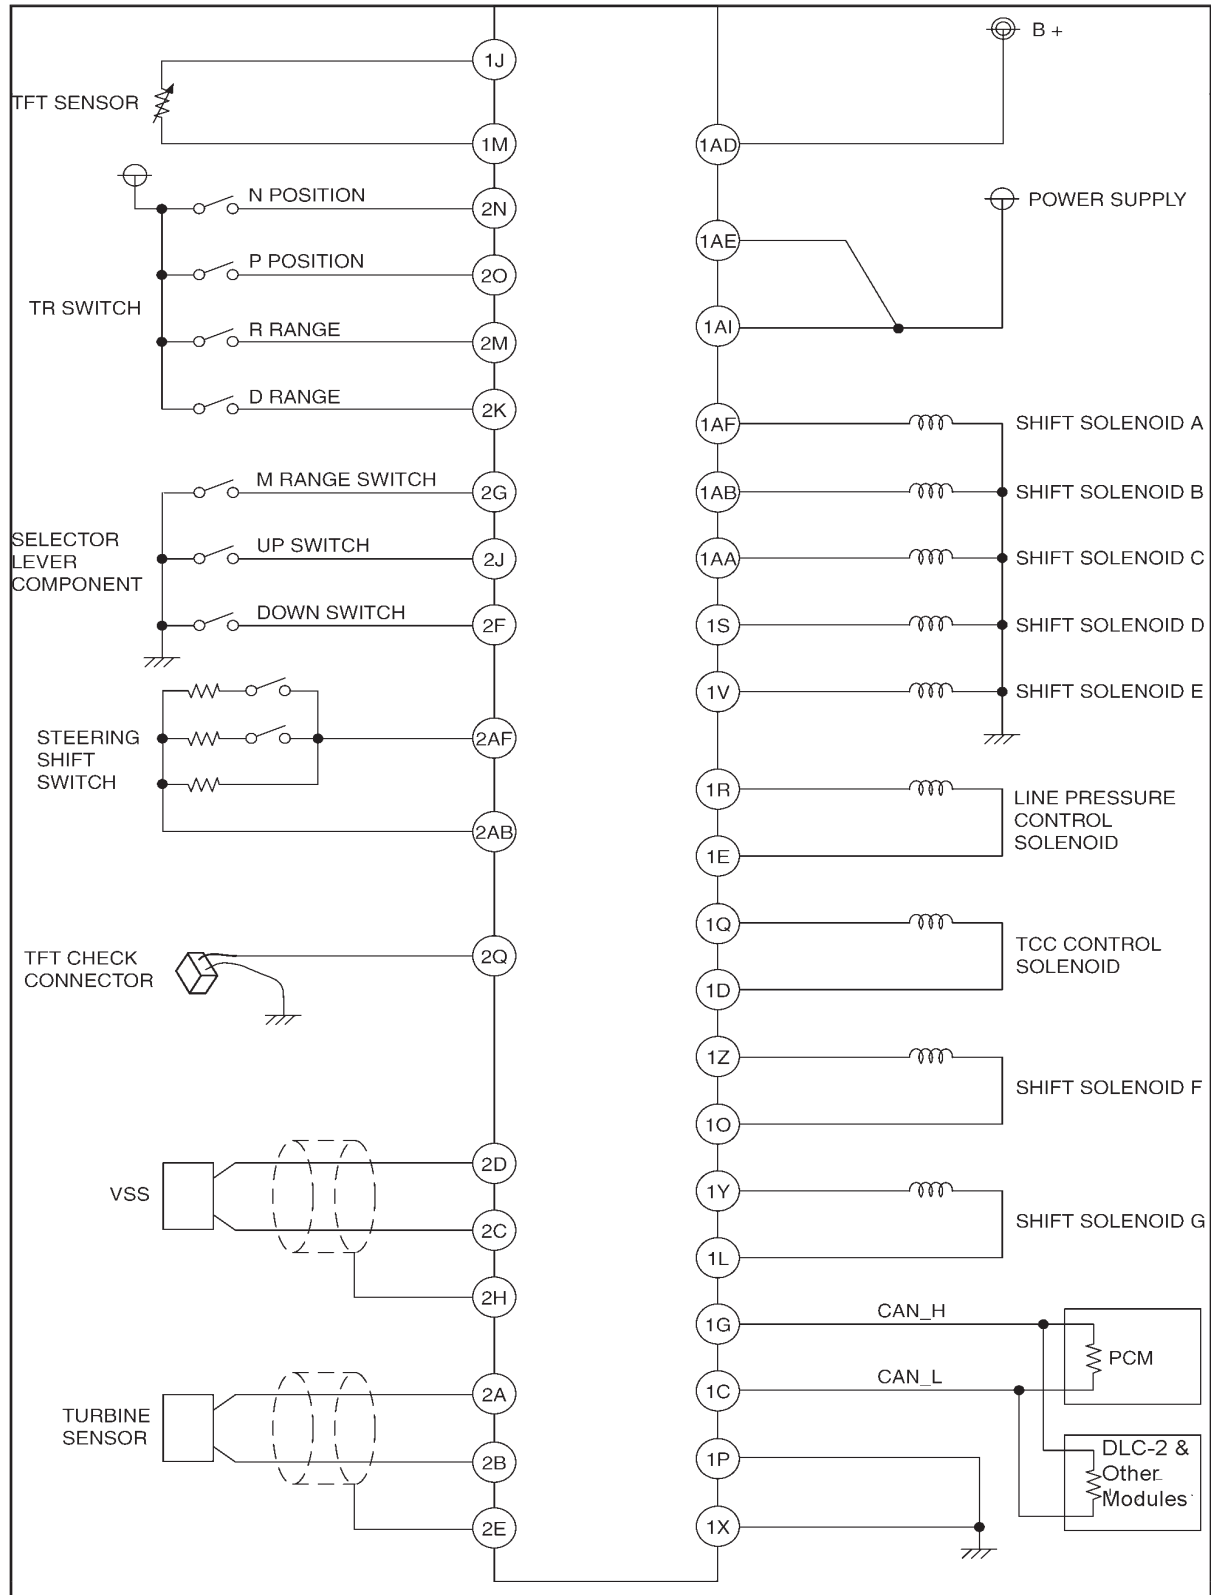 1J
TFT SENSOR
1M
N POSITION
2N
P POSITION
2O
TR SWITCH
R RANGE
2M
D RANGE
2K
M RANGE SWITCH
2G
SELECTOR
LEVER
COMPONENT
UP SWITCH
2J
DOWN SWITCH
2F
STEERING
SHIFT
SWITCH
2AF
2AB
TFT CHECK
CONNECTOR
2Q
VSS
2D
2C
2H
TURBINE
SENSOR
2A
2B
2E
B +
1AD
POWER SUPPLY
1AE
1AI
1AF
SHIFT SOLENOID A
1AB
SHIFT SOLENOID B
1AA
SHIFT SOLENOID C
1S
SHIFT SOLENOID D
1V
SHIFT SOLENOID E
1R
LINE PRESSURE
CONTROL
SOLENOID
1E
1Q
TCC CONTROL
SOLENOID
1D
1Z
SHIFT SOLENOID F
1O
1Y
SHIFT SOLENOID G
1L
1G
CAN_H
PCM
1C
CAN_L
DLC-2 &
Other
Modules
1P
1X